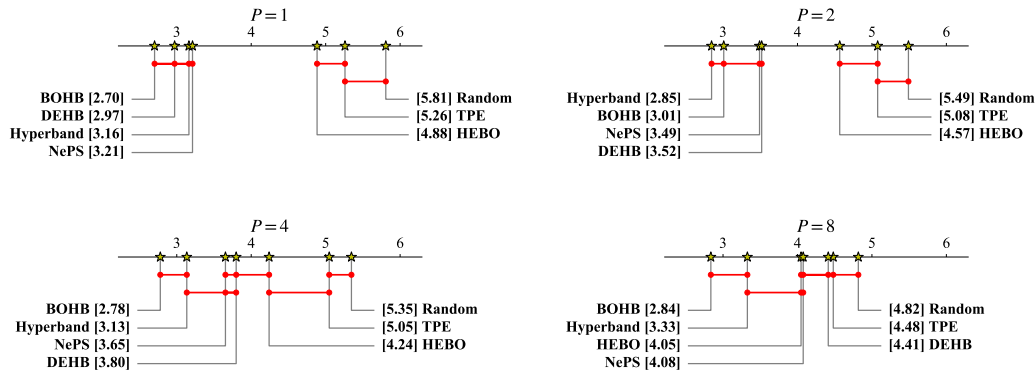 P = 1
3 4 5 6
BOHB [2.70]
DEHB [2.97]
Hyperband [3.16]
NePS [3.21]
[5.81] Random
[5.26] TPE
[4.88] HEBO
P = 2
3 4 5 6
Hyperband [2.85]
BOHB [3.01]
NePS [3.49]
DEHB [3.52]
[5.49] Random
[5.08] TPE
[4.57] HEBO
P = 4
3 4 5 6
BOHB [2.78]
Hyperband [3.13]
NePS [3.65]
DEHB [3.80]
[5.35] Random
[5.05] TPE
[4.24] HEBO
P = 8
3 4 5 6
BOHB [2.84]
Hyperband [3.33]
HEBO [4.05]
NePS [4.08]
[4.82] Random
[4.48] TPE
[4.41] DEHB